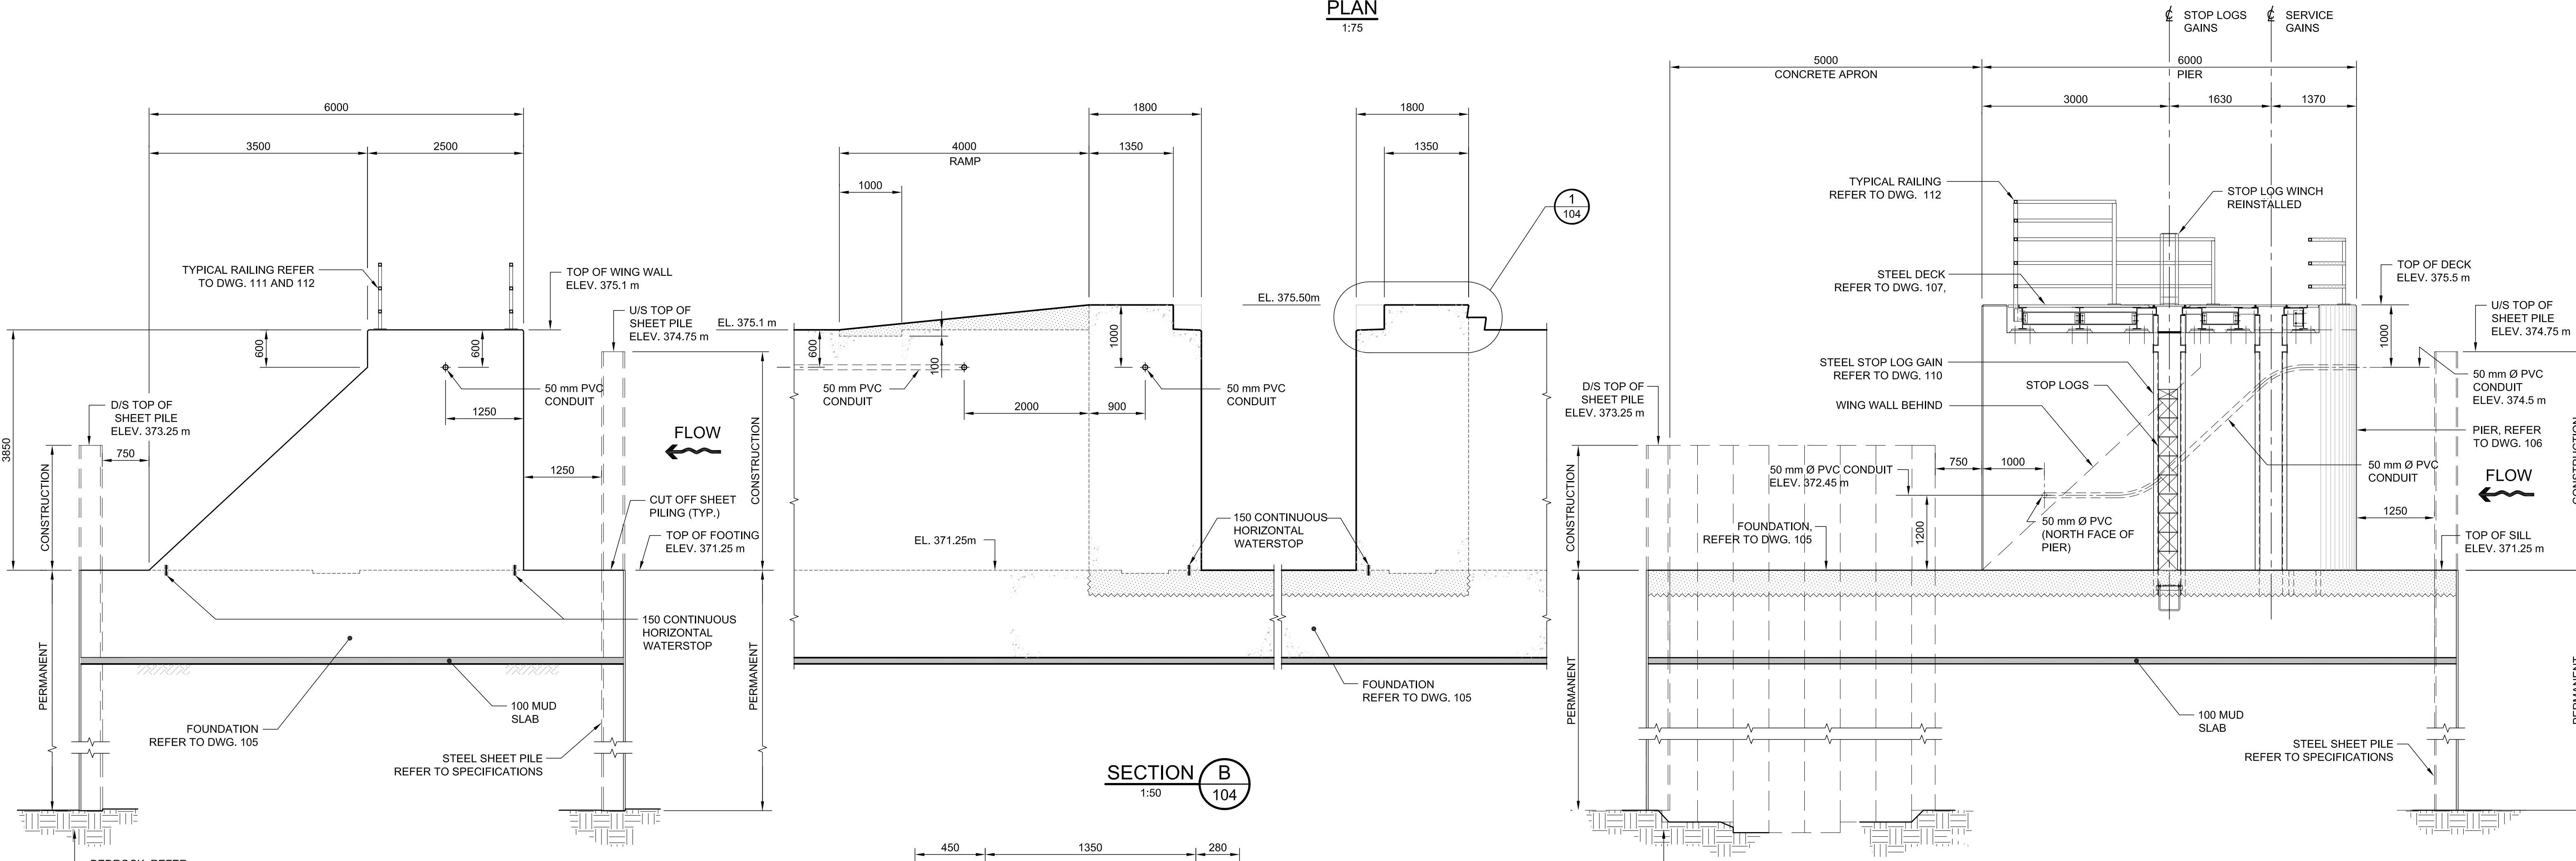 PLAN
1:75
6000
3500
2500
TYPICAL RAILING REFER
TO DWG. 111 AND 112
TOP OF WING WALL
ELEV. 375.1 m
U/S TOP OF
SHEET PILE
ELEV. 374.75 m
600
600
50 mm PVC
CONDUIT
1250
D/S TOP OF
SHEET PILE
ELEV. 373.25 m
750
3850
CONSTRUCTION
FLOW
1250
CONSTRUCTION
CUT OFF SHEET
PILING (TYP.)
TOP OF FOOTING
ELEV. 371.25 m
150 CONTINUOUS
HORIZONTAL
WATERSTOP
PERMANENT
PERMANENT
100 MUD
SLAB
FOUNDATION
REFER TO DWG. 105
STEEL SHEET PILE
REFER TO SPECIFICATIONS
BEDROCK, REFER
1800
1800
4000
RAMP
1350
1350
1000
1
104
EL. 375.50m
EL. 375.1 m
600
100
1000
50 mm PVC
CONDUIT
50 mm PVC
CONDUIT
2000
900
150 CONTINUOUS
HORIZONTAL
WATERSTOP
EL. 371.25m
FOUNDATION
REFER TO DWG. 105
SECTION B
1:50
104
450
1350
280
STOP LOGS
GAINS
SERVICE
GAINS
5000
CONCRETE APRON
6000
PIER
3000
1630
1370
TYPICAL RAILING
REFER TO DWG. 112
STOP LOG WINCH
REINSTALLED
STEEL DECK
REFER TO DWG. 107,
TOP OF DECK
ELEV. 375.5 m
U/S TOP OF
SHEET PILE
ELEV. 374.75 m
1000
STEEL STOP LOG GAIN
REFER TO DWG. 110
STOP LOGS
50 mm Ø PVC
CONDUIT
ELEV. 374.5 m
D/S TOP OF
SHEET PILE
ELEV. 373.25 m
WING WALL BEHIND
PIER, REFER
TO DWG. 106
50 mm Ø PVC CONDUIT
ELEV. 372.45 m
750
1000
50 mm Ø PVC
CONDUIT
FLOW
CONSTRUCTION
FOUNDATION,
REFER TO DWG. 105
1200
50 mm Ø PVC
(NORTH FACE OF
PIER)
1250
TOP OF SILL
ELEV. 371.25 m
CONSTRUCTION
PERMANENT
PERMANENT
100 MUD
SLAB
STEEL SHEET PILE
REFER TO SPECIFICATIONS